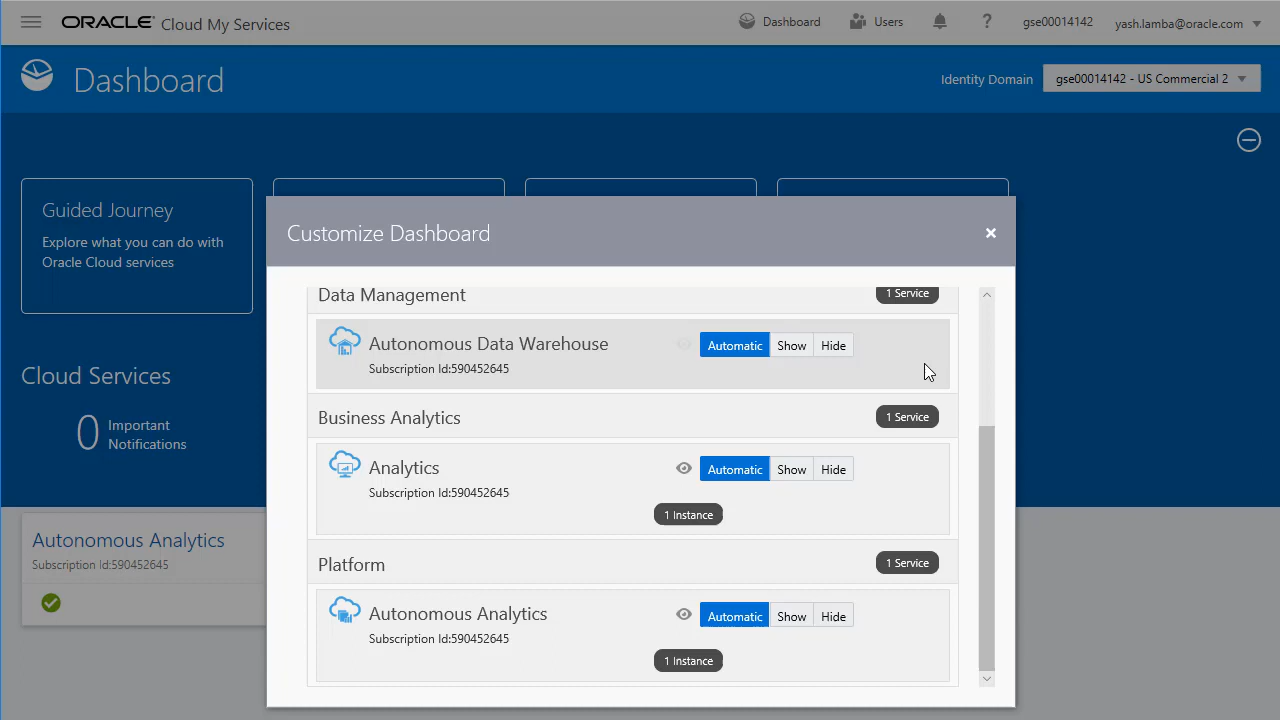 ORACLE Cloud My Services
Dashboard
Users
?
gse00014142
yash.lamba@oracle.com
Dashboard
Identity Domain
gse00014142 - US Commercial 2
Guided Journey
Explore what you can do with
Oracle Cloud services
Cloud Services
0
Important
Notifications
Autonomous Analytics
Subscription Id:590452645
Customize Dashboard
×
Data Management
1 Service
Autonomous Data Warehouse
Automatic Show Hide
Subscription Id:590452645
Business Analytics
1 Service
Analytics
Automatic Show Hide
Subscription Id:590452645
1 Instance
Platform
1 Service
Autonomous Analytics
Automatic Show Hide
Subscription Id:590452645
1 Instance